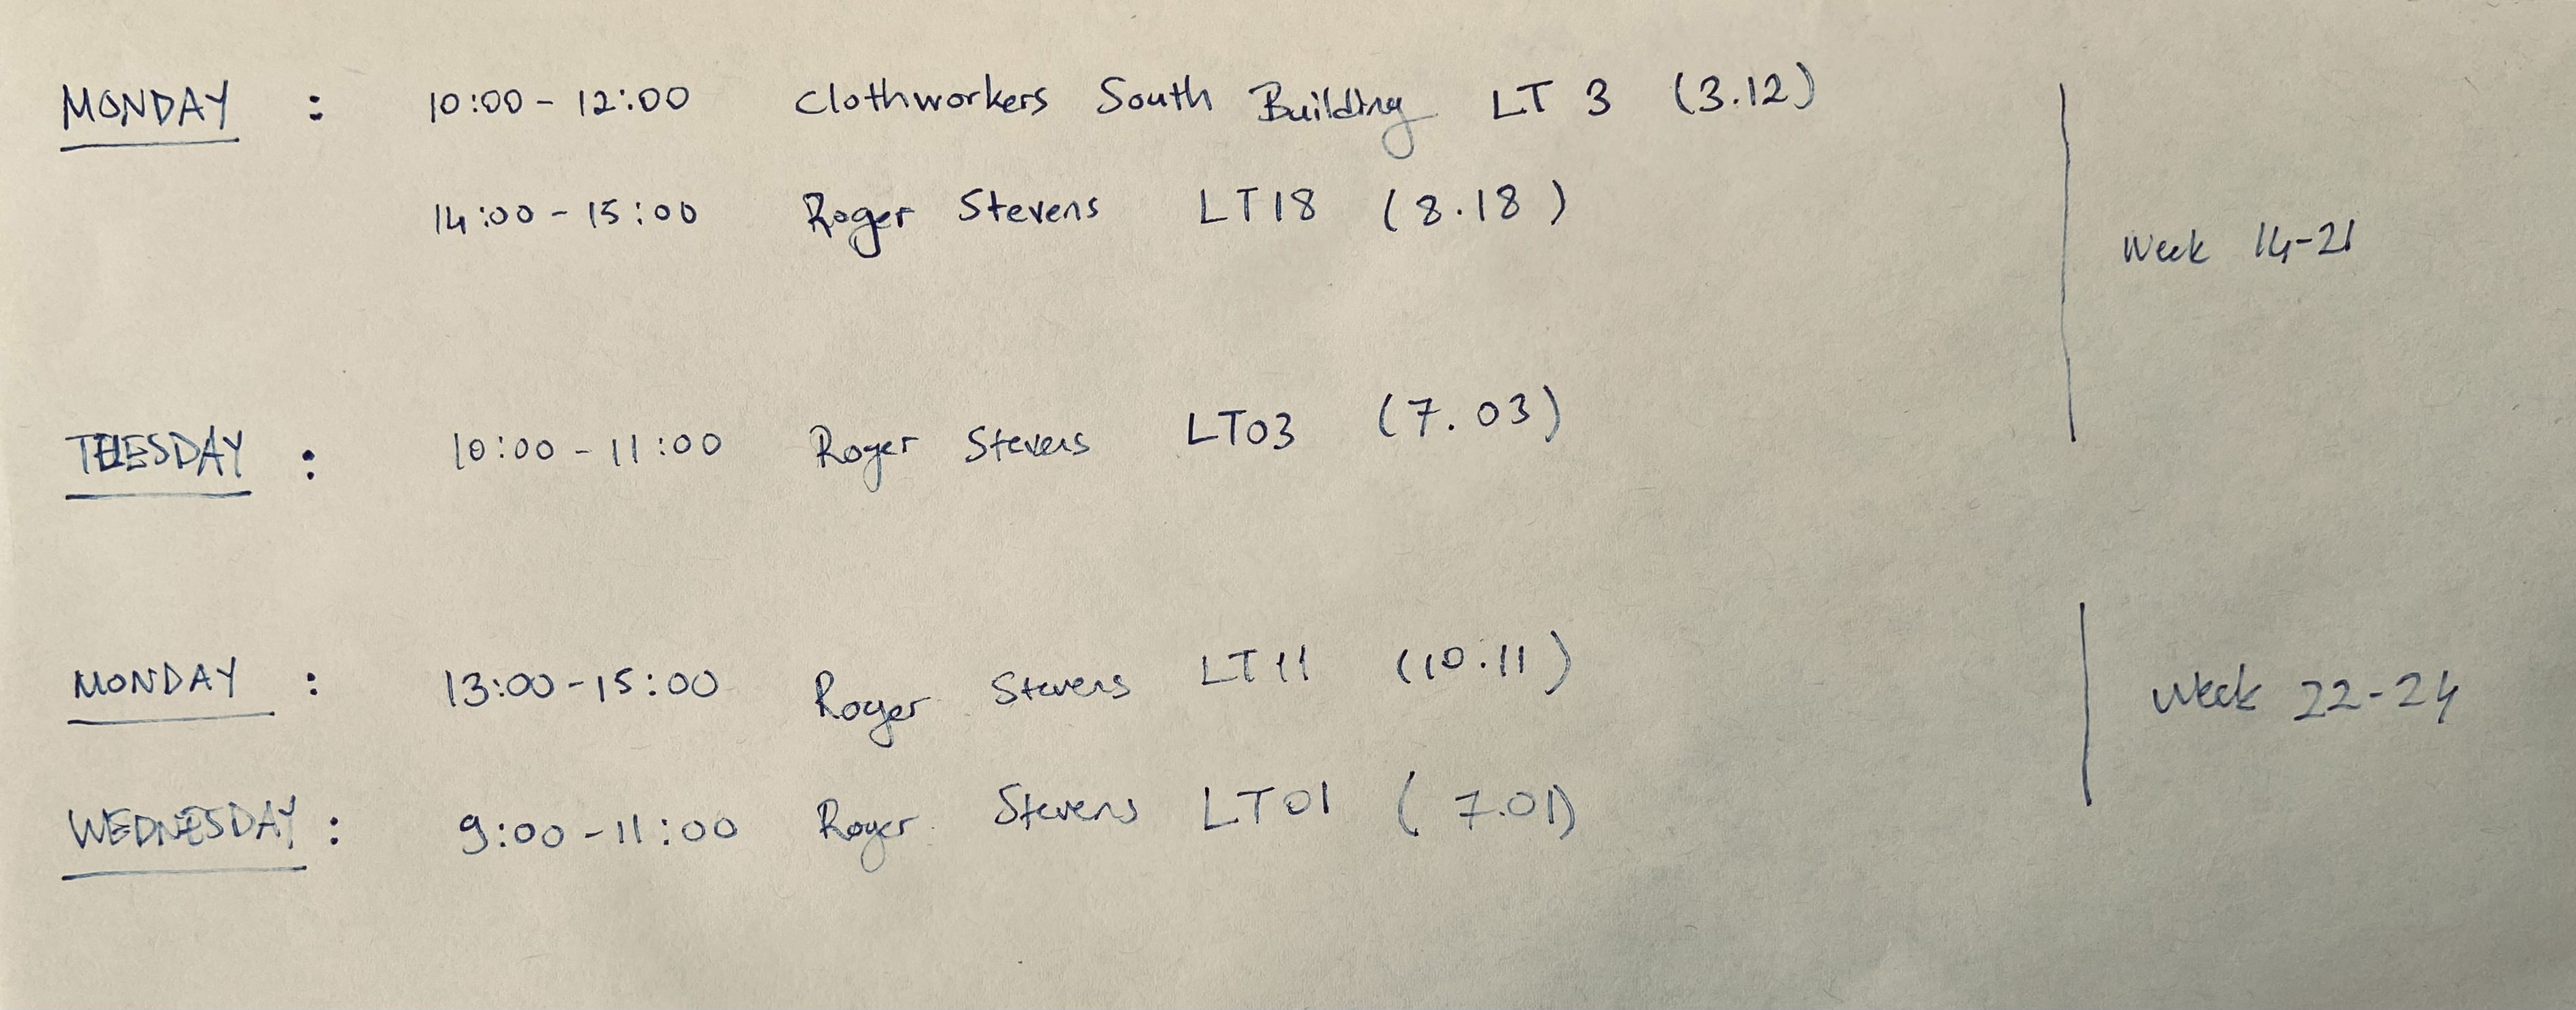 MONDAY : 10:00 - 12:00 Clothworkers South Building LT 3 (3.12)
14:00 - 15:00 Roger Stevens LT18 (8.18)
Week 14-21
TUESDAY : 10:00 - 11:00 Roger Stevens LT03 (7.03)
MONDAY : 13:00 - 15:00 Roger Stevens LT11 (10.11)
Week 22-24
WEDNESDAY : 9:00 - 11:00 Roger Stevens LT01 (7.01)